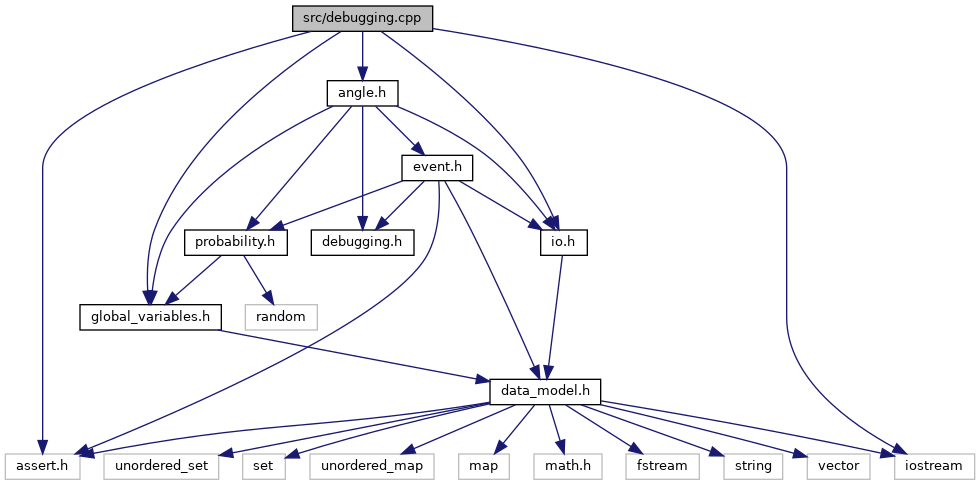 src/debugging.cpp
angle.h
event.h
probability.h
debugging.h
io.h
global_variables.h
random
data_model.h
assert.h
unordered_set
set
unordered_map
map
math.h
fstream
string
vector
iostream